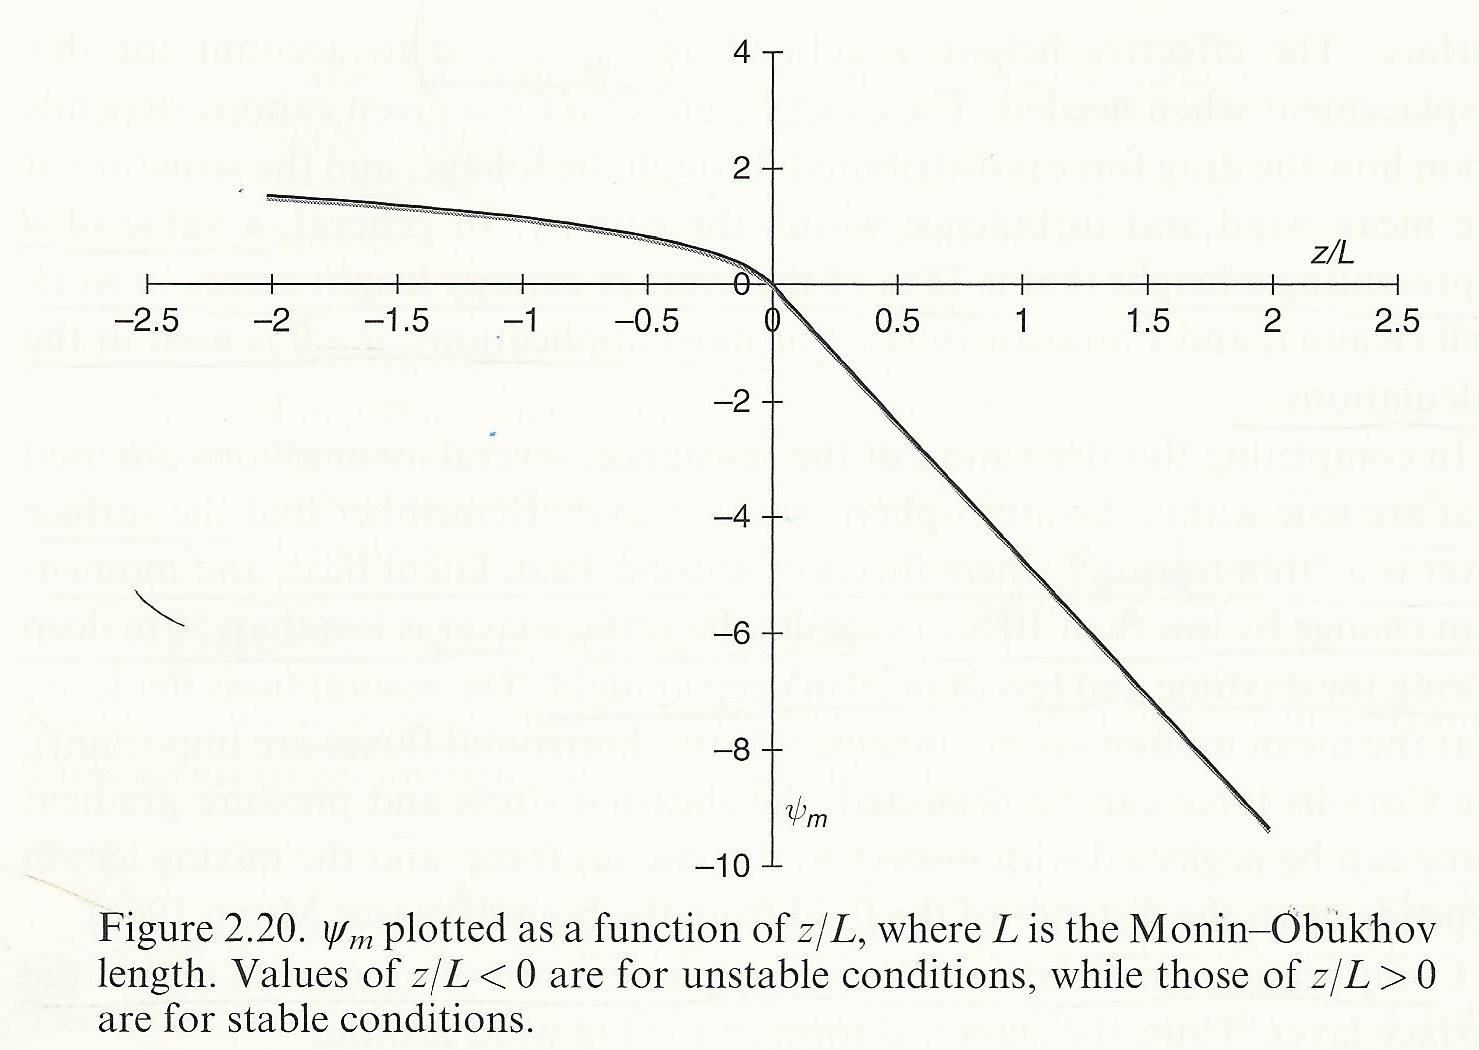 4
2
z/L
0
−2.5 −2 −1.5 −1 −0.5 0 0.5 1 1.5 2 2.5
−2
−4
−6
−8
ψm
−10
Figure 2.20. ψm plotted as a function of z/L, where L is the Monin–Obukhov
length. Values of z/L < 0 are for unstable conditions, while those of z/L > 0
are for stable conditions.